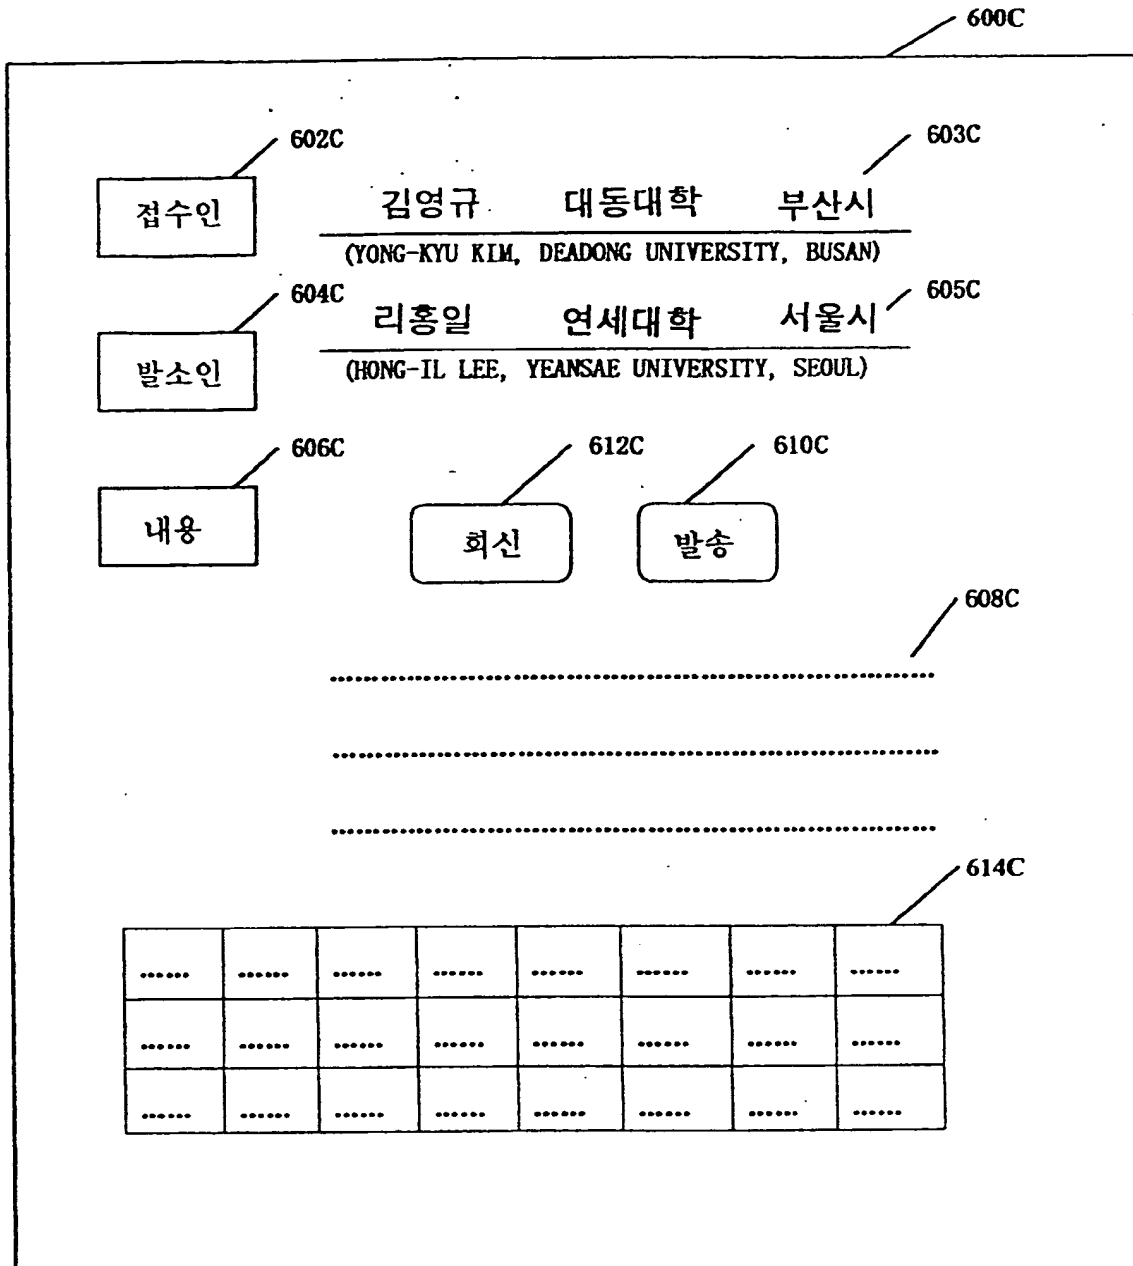 600C
602C
603C
접수인 김영규 대동대학 부산시
(YONG-KYU KIM, DEADONG UNIVERSITY, BUSAN)
604C
605C
발소인 리홍일 연세대학 서울시
(HONG-IL LEE, YEANSAE UNIVERSITY, SEOUL)
606C 612C 610C
내용 회신 발송
608C
614C